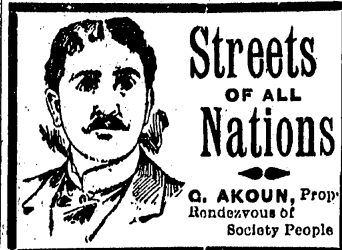 Streets
OF ALL
Nations
G. AKOUN, Prop.
Rendezvous of
Society People